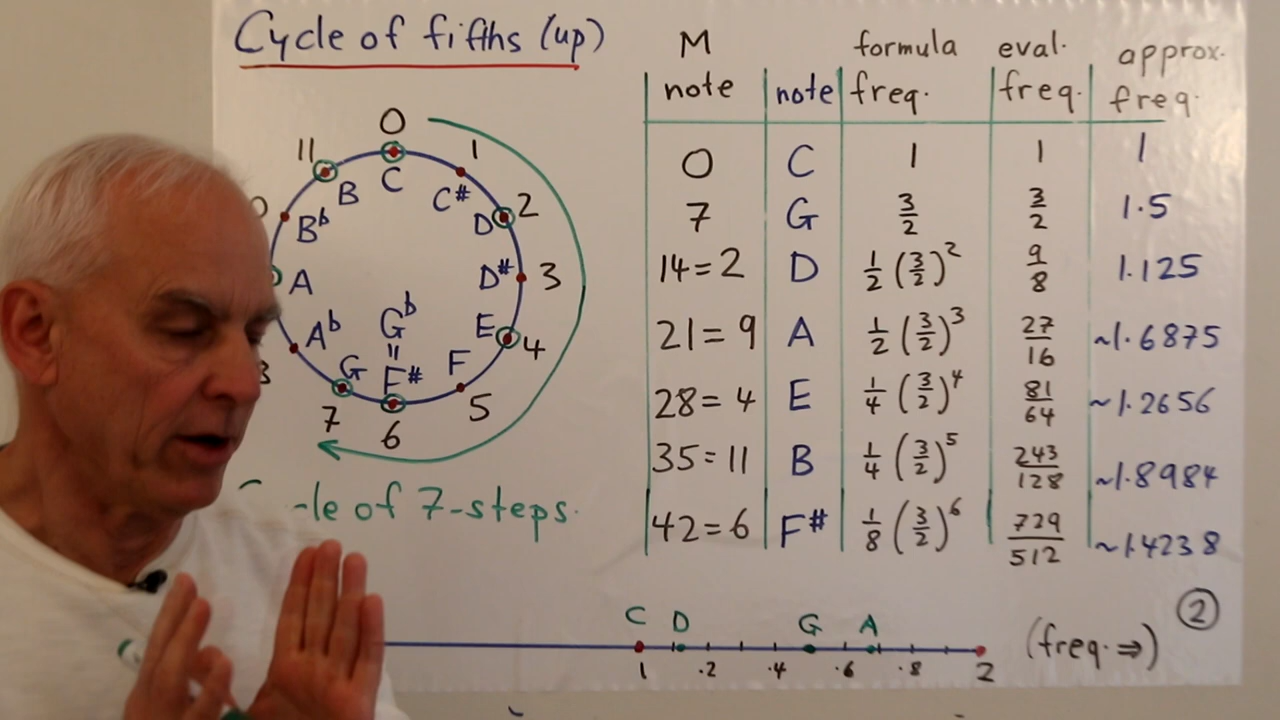 Cycle of fifths (up)
0
11
1
B
C
C#
2
D
Bb
A
D#
3
Ab
Gb
=
F#
E
4
G
F
7
6
5
le of 7-steps.
M note | note | formula freq. | eval. freq. | approx. freq.
0 C 1 1 1
7 G 3/2 3/2 1.5
14=2 D 1/2 (3/2)^2 9/8 1.125
21=9 A 1/2 (3/2)^3 27/16 ~1.6875
28=4 E 1/4 (3/2)^4 81/64 ~1.2656
35=11 B 1/4 (3/2)^5 243/128 ~1.8984
42=6 F# 1/8 (3/2)^6 729/512 ~1.4238
2
C D G A
1 .2 .4 .6 .8 2
(freq. ⇒)